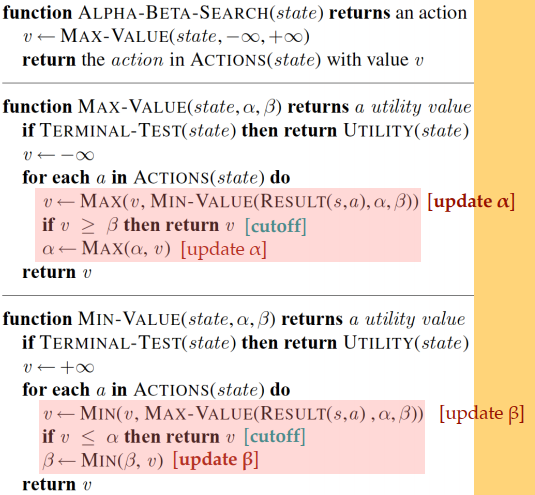 function ALPHA-BETA-SEARCH(state) returns an action
v ← MAX-VALUE(state, −∞, +∞)
return the action in ACTIONS(state) with value v
function MAX-VALUE(state, α, β) returns a utility value
if TERMINAL-TEST(state) then return UTILITY(state)
v ← −∞
for each a in ACTIONS(state) do
v ← MAX(v, MIN-VALUE(RESULT(s,a), α, β)) [update α]
if v ≥ β then return v [cutoff]
α ← MAX(α, v) [update α]
return v
function MIN-VALUE(state, α, β) returns a utility value
if TERMINAL-TEST(state) then return UTILITY(state)
v ← +∞
for each a in ACTIONS(state) do
v ← MIN(v, MAX-VALUE(RESULT(s,a) , α, β)) [update β]
if v ≤ α then return v [cutoff]
β ← MIN(β, v) [update β]
return v